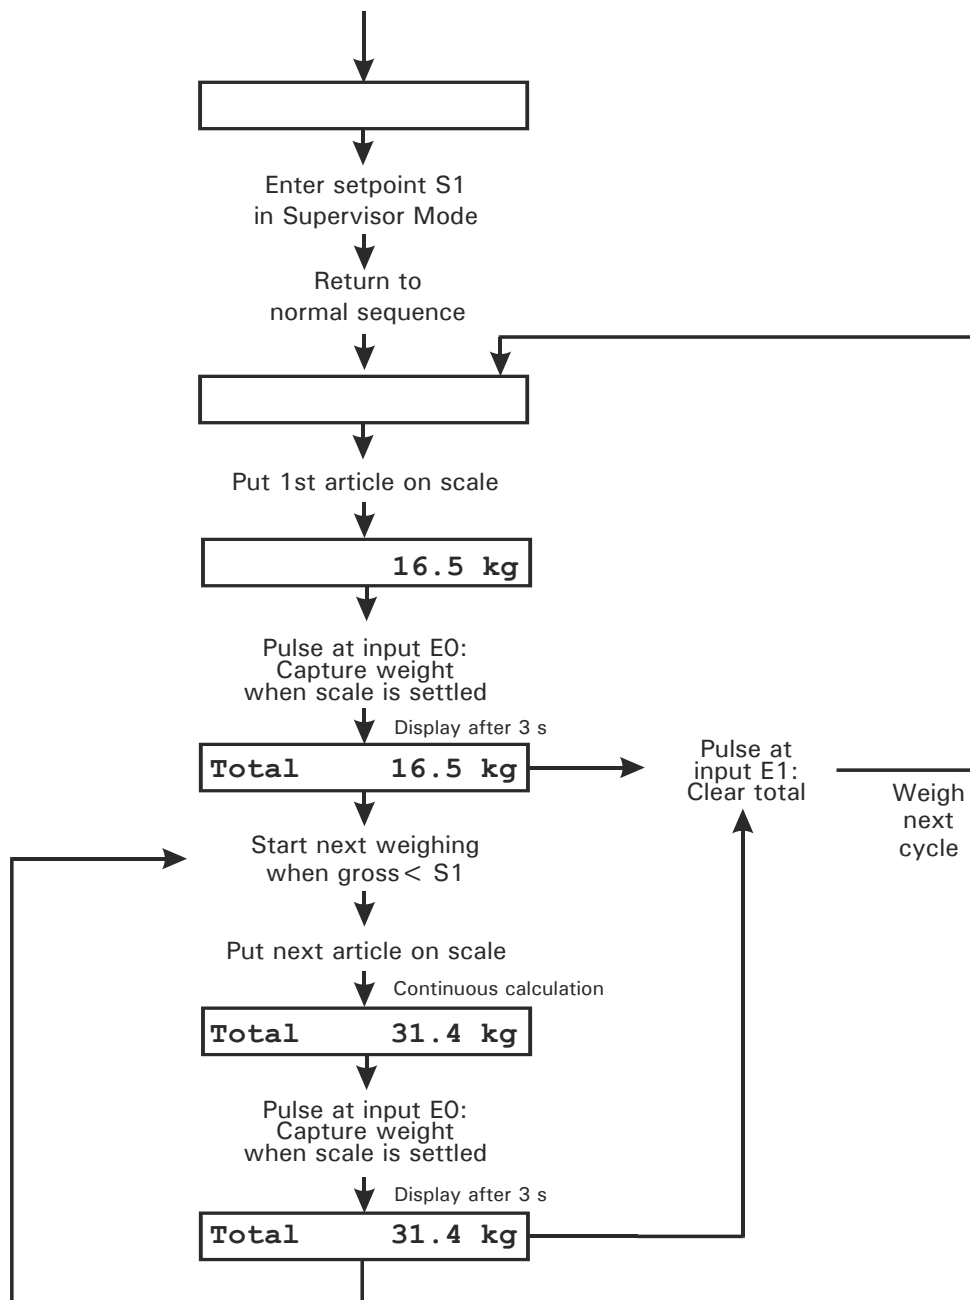 Enter setpoint S1
in Supervisor Mode
Return to
normal sequence
Put 1st article on scale
16.5 kg
Pulse at input E0:
Capture weight
when scale is settled
Display after 3 s
Total 16.5 kg
Pulse at
input E1:
Clear total
Weigh
next
cycle
Start next weighing
when gross< S1
Put next article on scale
Continuous calculation
Total 31.4 kg
Pulse at input E0:
Capture weight
when scale is settled
Display after 3 s
Total 31.4 kg